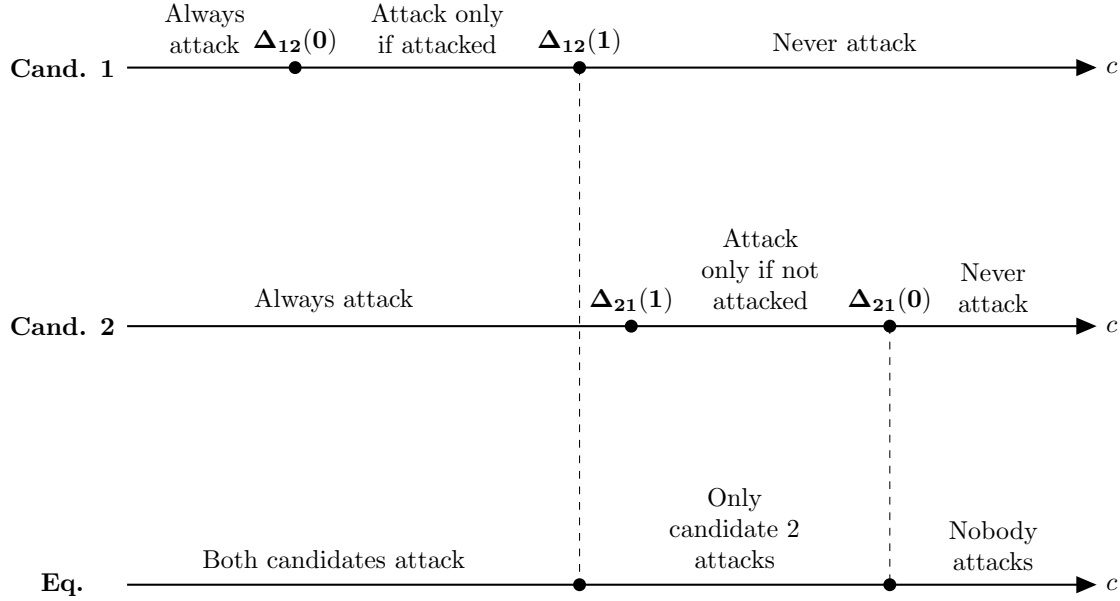 Always
attack
Δ₁₂(0)
Attack only
if attacked
Δ₁₂(1)
Never attack
Cand. 1
c
Always attack
Δ₂₁(1)
Attack
only if not
attacked
Δ₂₁(0)
Never
attack
Cand. 2
c
Both candidates attack
Only
candidate 2
attacks
Nobody
attacks
Eq.
c